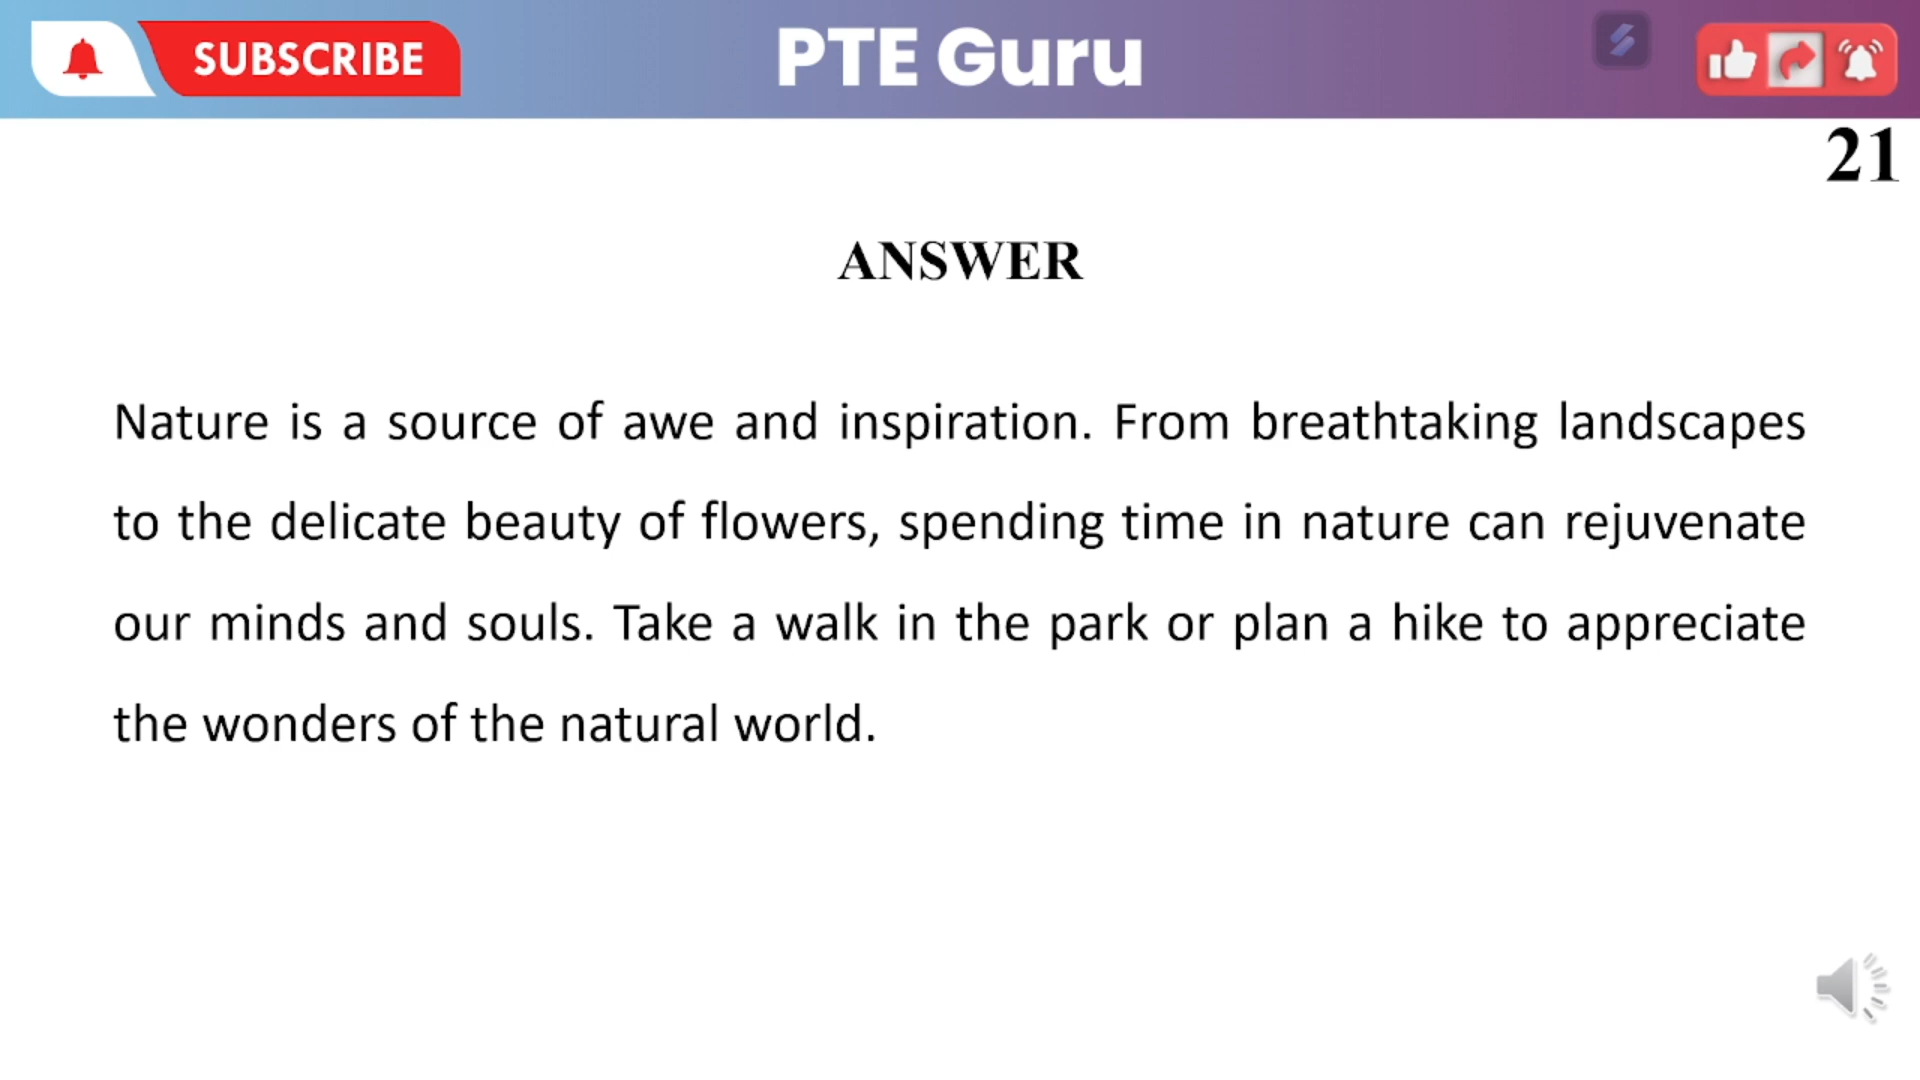 SUBSCRIBE
PTE Guru
21
ANSWER
Nature is a source of awe and inspiration. From breathtaking landscapes
to the delicate beauty of flowers, spending time in nature can rejuvenate
our minds and souls. Take a walk in the park or plan a hike to appreciate
the wonders of the natural world.